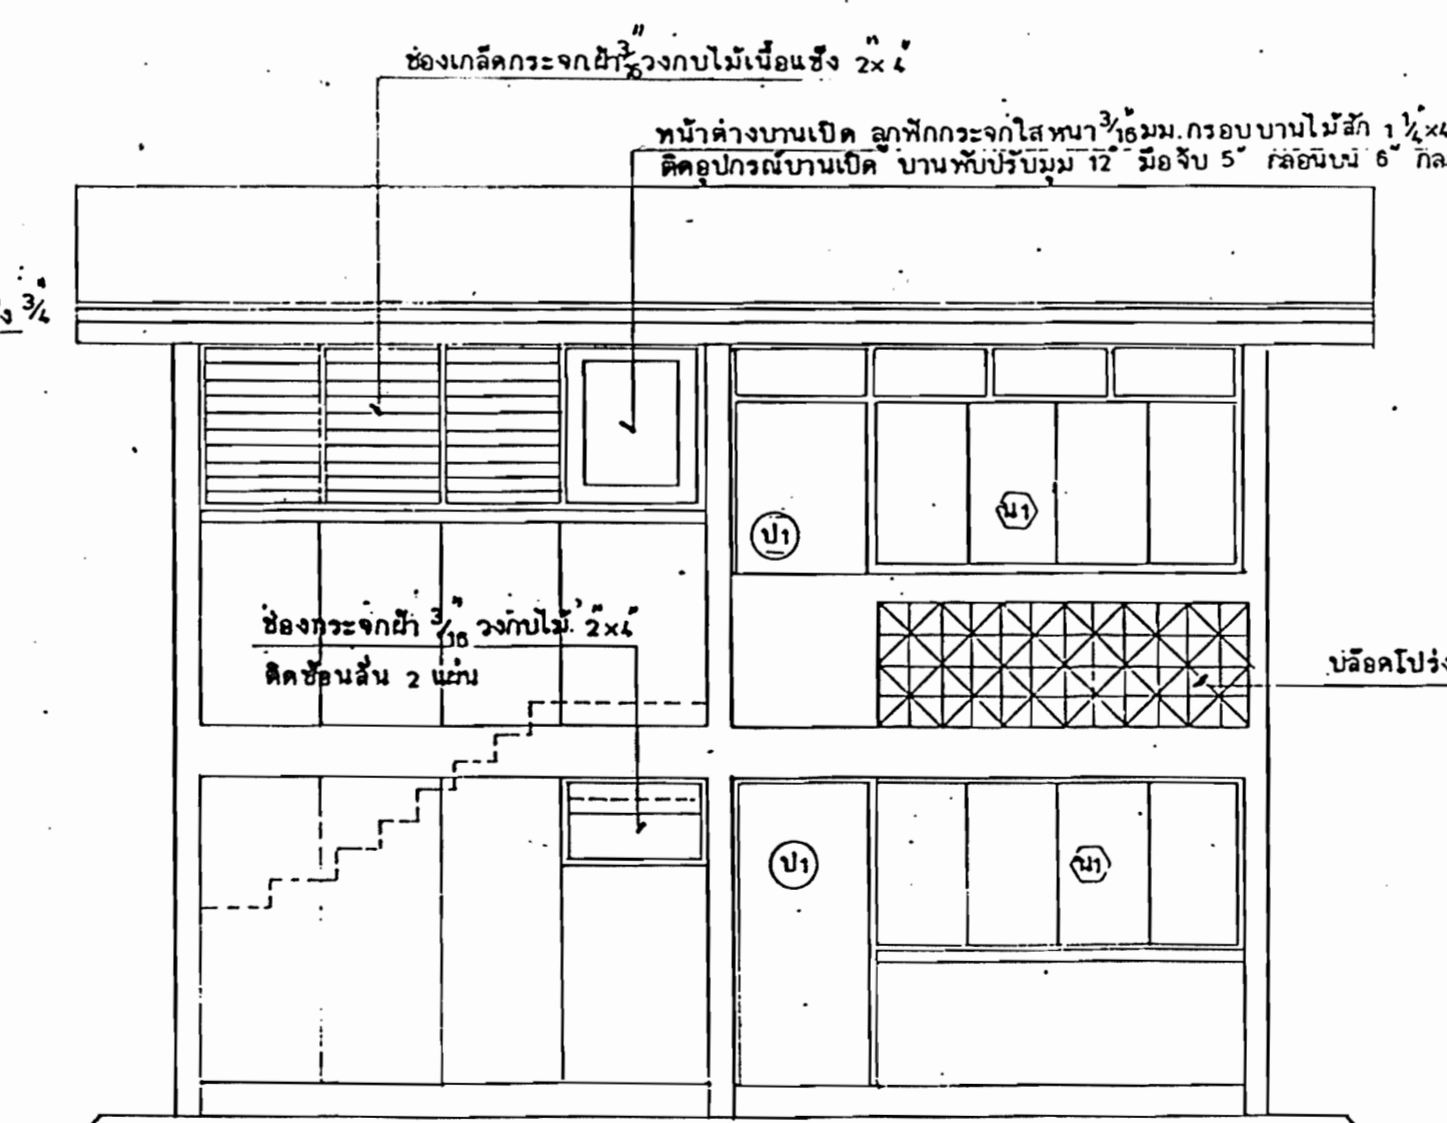 ช่องเกล็ดกระจกฝ้า 3/16" วงกบไม้เนื้อแข็ง 2"x 4"
หน้าต่างบานเปิด ลูกฟักกระจกใสหนา 3/16" มม. กรอบบานไม้สัก 1 1/4"x4
ติดอุปกรณ์บานเปิด บานพับปรับมุม 12" มือจับ 5" กลอนบน 6" กล
ง 3/4"
ป1
น1
ช่องกระจกฝ้า 3/16" วงกบไม้ 2"x4"
ติดซ้อนลิ้น 2 แผ่น
บล๊อคโปร่ง
ป1
น1